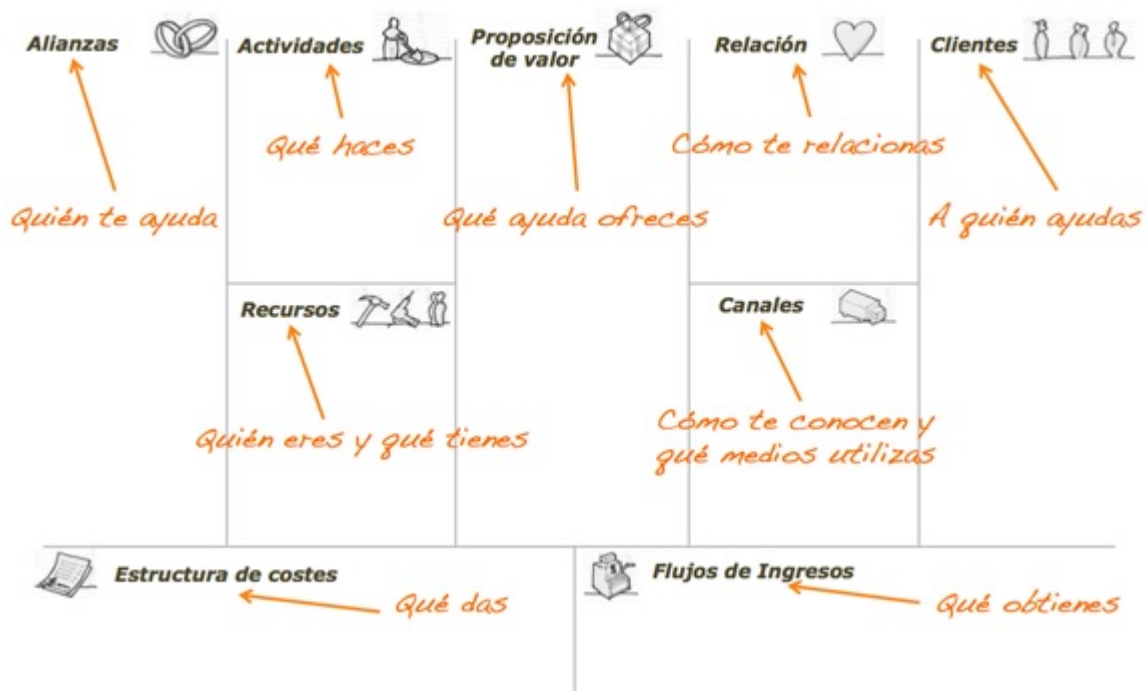 Alianzas
Quién te ayuda
Actividades
Qué haces
Recursos
Quién eres y qué tienes
Proposición
de valor
Qué ayuda ofreces
Relación
Cómo te relacionas
Canales
Cómo te conocen y
qué medios utilizas
Clientes
A quién ayudas
Estructura de costes
Qué das
Flujos de Ingresos
Qué obtienes